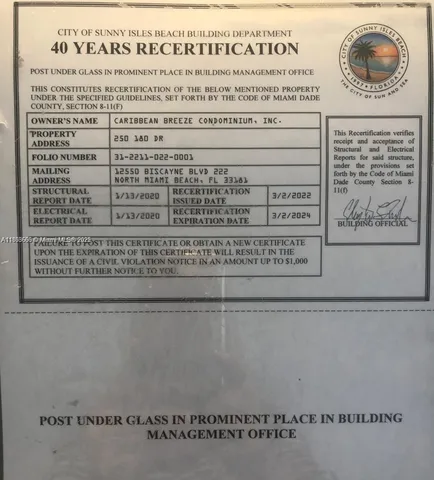 CITY OF SUNNY ISLES BEACH BUILDING DEPARTMENT
40 YEARS RECERTIFICATION
POST UNDER GLASS IN PROMINENT PLACE IN BUILDING MANAGEMENT OFFICE
THIS CONSTITUTES RECERTIFICATION OF THE BELOW MENTIONED PROPERTY
UNDER THE SPECIFIED GUIDELINES, SET FORTH BY THE CODE OF MIAMI DADE
COUNTY, SECTION 8-11(F)
CITY OF SUNNY ISLES BEACH
1997 • FLORIDA
THE CITY OF SUN AND SEA
OWNER'S NAME CARIBBEAN BREEZE CONDOMINIUM, INC.
PROPERTY ADDRESS 250 180 DR
FOLIO NUMBER 31-2211-022-0001
MAILING ADDRESS 12550 BISCAYNE BLVD 222
NORTH MIAMI BEACH, FL 33181
STRUCTURAL REPORT DATE 1/13/2020 RECERTIFICATION ISSUED DATE 3/2/2022
ELECTRICAL REPORT DATE 1/13/2020 RECERTIFICATION EXPIRATION DATE 3/2/2024
This Recertification verifies
receipt and acceptance of
Structural and Electrical
Reports for said structure,
under the provisions set
forth by the Code of Miami
Dade County Section 8-
11(f)
BUILDING OFFICIAL
FAILURE TO POST THIS CERTIFICATE OR OBTAIN A NEW CERTIFICATE
UPON THE EXPIRATION OF THIS CERTIFICATE WILL RESULT IN THE
ISSUANCE OF A CIVIL VIOLATION NOTICE IN AN AMOUNT UP TO $1,000
WITHOUT FURTHER NOTICE TO YOU.
POST UNDER GLASS IN PROMINENT PLACE IN BUILDING
MANAGEMENT OFFICE